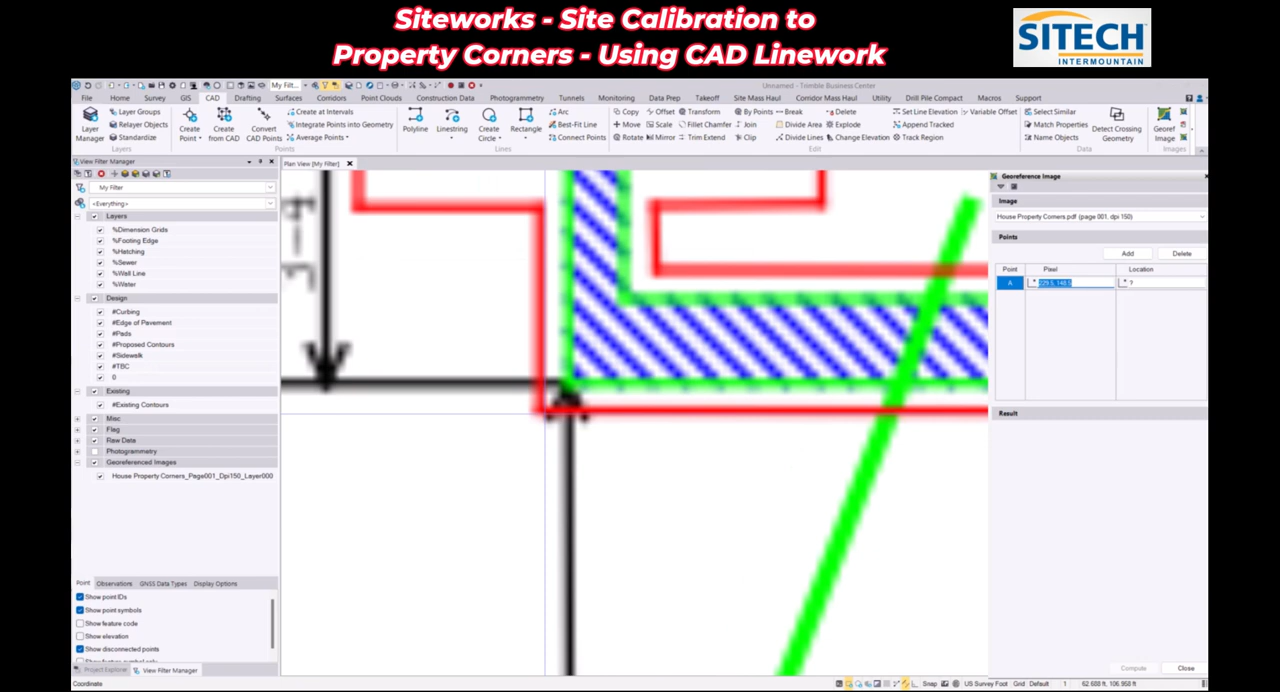 Siteworks - Site Calibration to
Property Corners - Using CAD Linework
SITECH
INTERMOUNTAIN
My Filt...
Unnamed - Trimble Business Center
File Home Survey GIS CAD Drafting Surfaces Corridors Point Clouds Construction Data Photogrammetry Tunnels Monitoring Data Prep Takeoff Site Mass Haul Corridor Mass Haul Utility Drill Pile Compact Macros Support
Layer Manager
Layer Groups
Relayer Objects
Standardize
Layers
Create Point
Create from CAD
Convert CAD Points
Create at Intervals
Integrate Points into Geometry
Average Points
Points
Polyline
Linestring
Create Circle
Rectangle
Arc
Best-Fit Line
Connect Points
Lines
Copy Offset Transform By Points Break Delete Set Line Elevation Variable Offset
Move Scale Fillet Chamfer Join Divide Area Explode Append Tracked
Rotate Mirror Trim Extend Clip Divide Lines Change Elevation Track Region
Edit
Select Similar
Match Properties
Name Objects
Detect Crossing Geometry
Data
Georef Image
Images
View Filter Manager
My Filter
<Everything>
Layers
%Dimension Grids
%Footing Edge
%Hatching
%Sewer
%Wall Line
%Water
Design
#Curbing
#Edge of Pavement
#Pads
#Proposed Contours
#Sidewalk
#TBC
0
Existing
#Existing Contours
Misc
Flag
Raw Data
Photogrammetry
Georeferenced Images
House Property Corners_Page001_Dpi150_Layer000
Point Observations GNSS Data Types Display Options
Show point IDs
Show point symbols
Show feature code
Show elevation
Show disconnected points
Project Explorer View Filter Manager
Coordinate
Plan View [My Filter]
Georeference Image
Image
House Property Corners.pdf (page 001, dpi 150)
Points
Add Delete
Point Pixel Location
A ?
Result
Compute Close
Snap US Survey Foot Grid Default 1 62.688 ft, 106.958 ft